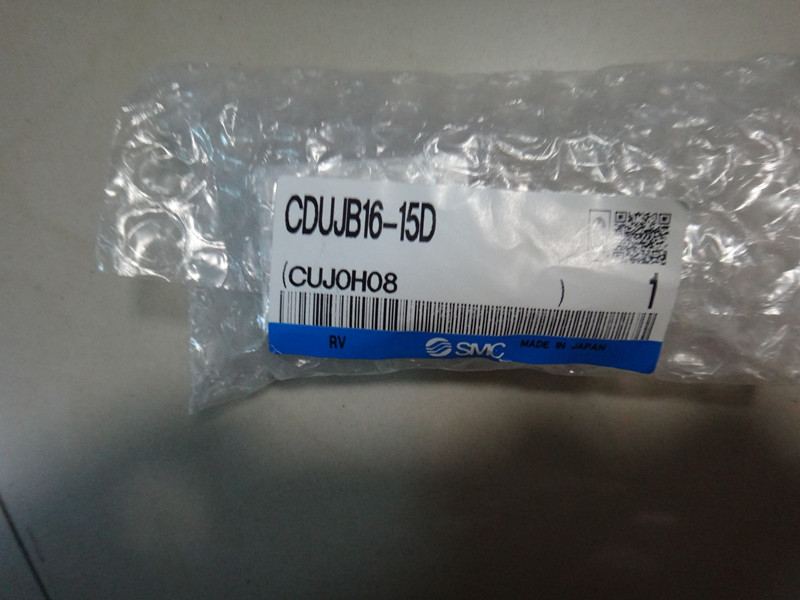 CDUJB16-15D
(CUJ0H08 )
1
RV SMC MADE IN JAPAN